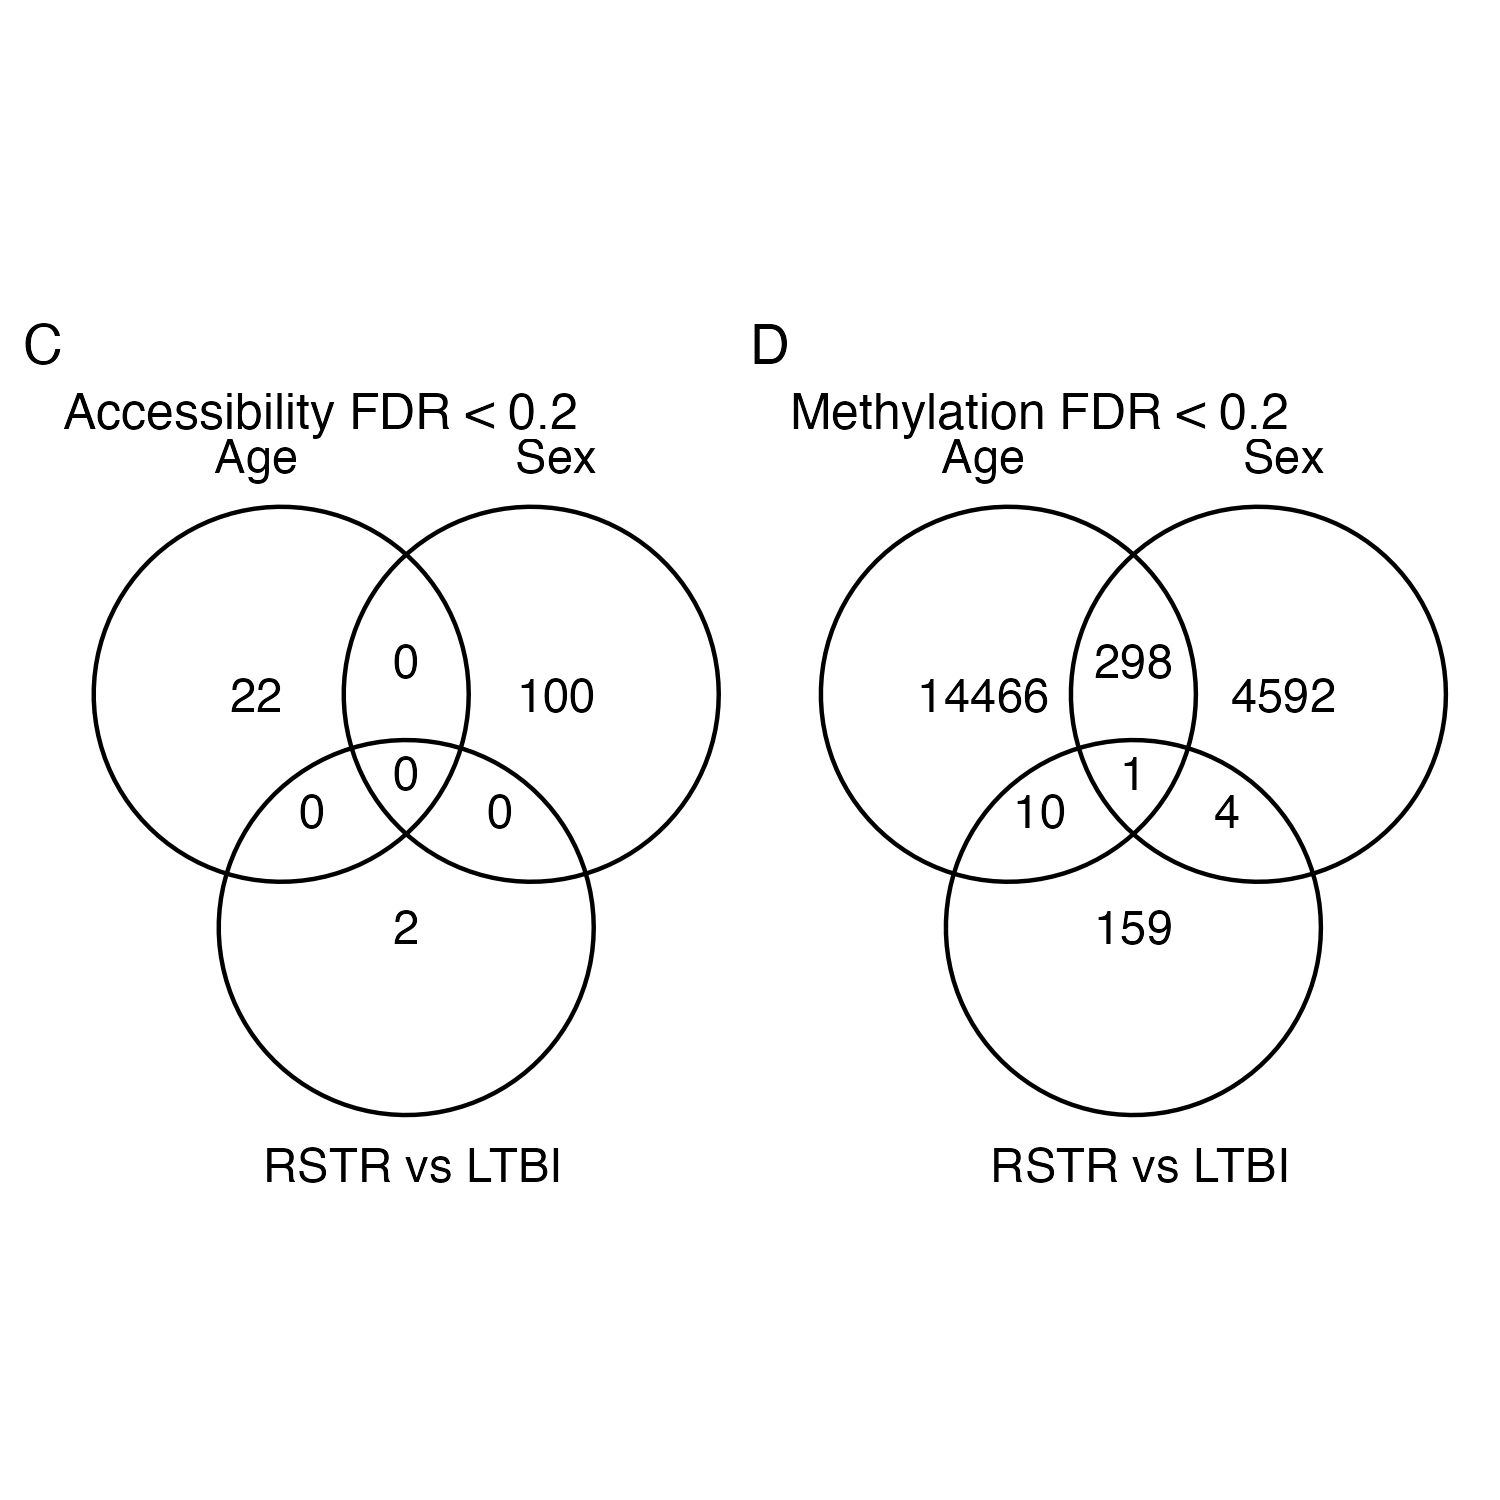 C
Accessibility FDR < 0.2
Age
Sex
22
0
100
0
0
0
2
RSTR vs LTBI
D
Methylation FDR < 0.2
Age
Sex
14466
298
4592
1
10
4
159
RSTR vs LTBI